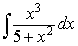 ∫ x³/(5 + x²) dx